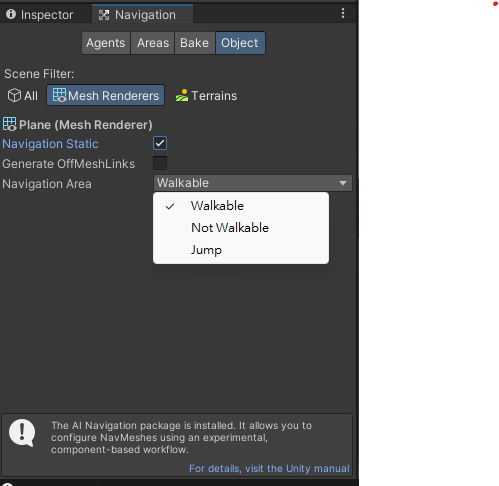 Inspector Navigation
Agents Areas Bake Object
Scene Filter:
All Mesh Renderers Terrains
Plane (Mesh Renderer)
Navigation Static
Generate OffMeshLinks
Navigation Area Walkable
Walkable
Not Walkable
Jump
The AI Navigation package is installed. It allows you to
configure NavMeshes using an experimental,
component-based workflow.
For details, visit the Unity manual